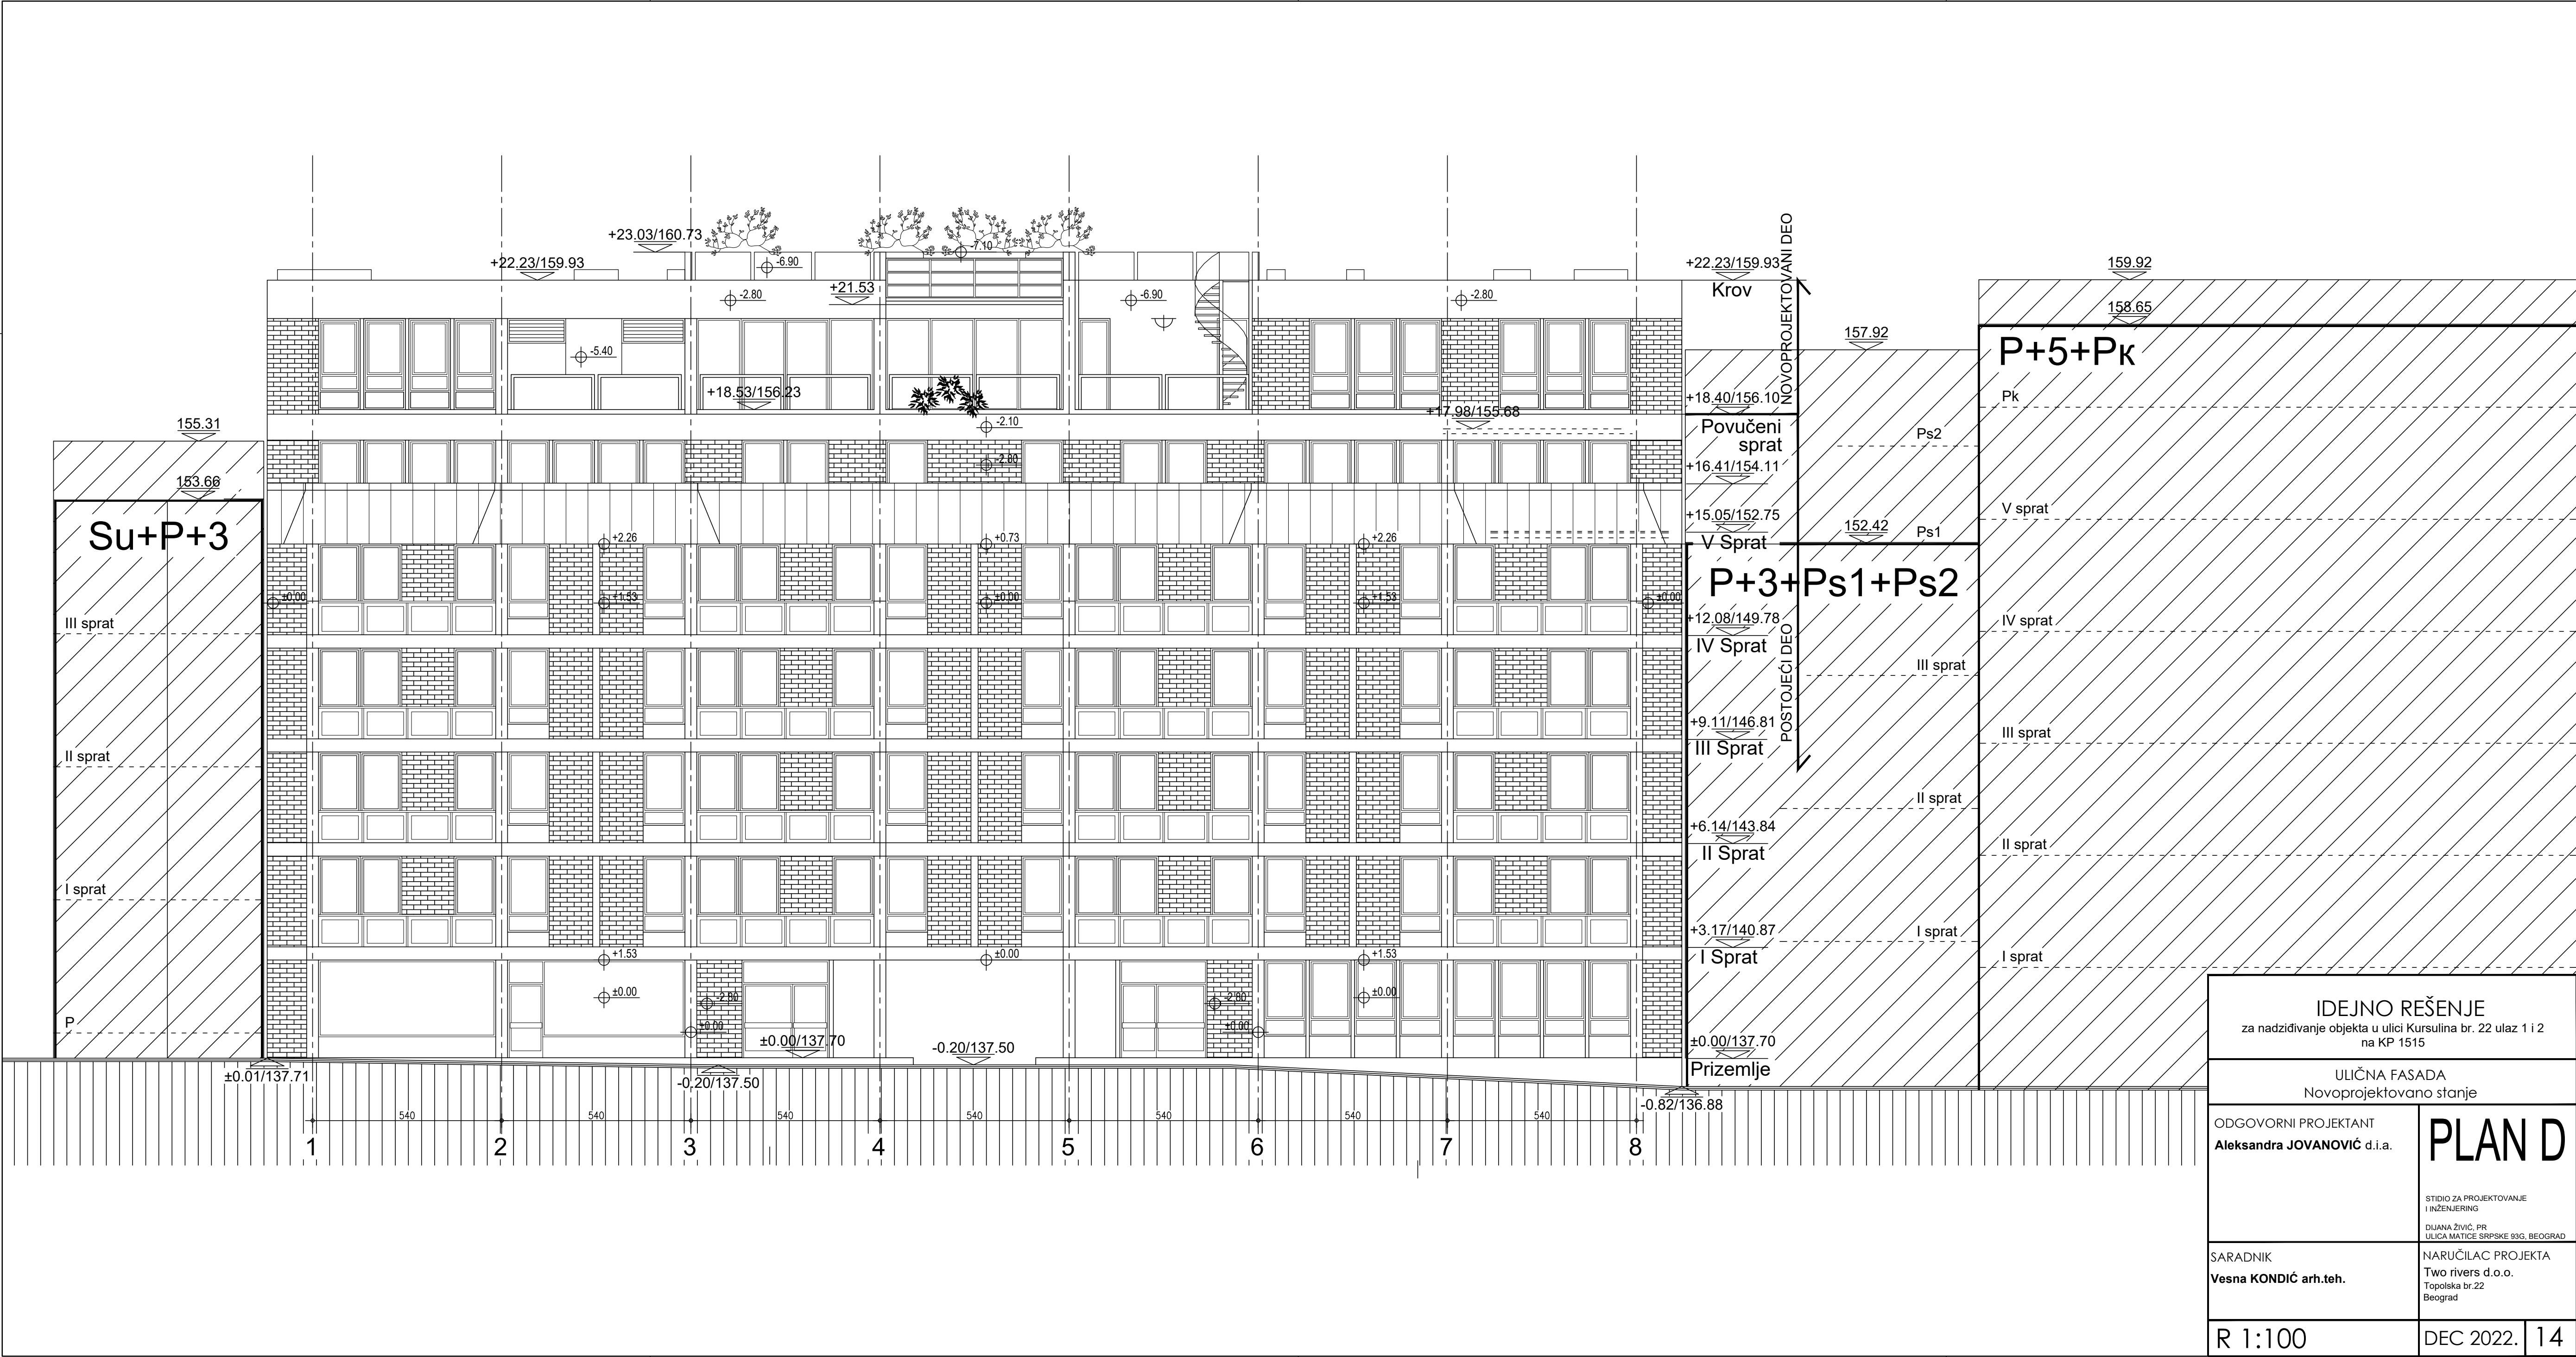 +23.03/160.73
-7.10
-6.90
+22.23/159.93
-2.80
+21.53
-6.90
-2.80
-5.40
+18.53/156.23
-2.10
+17.98/155.68
-2.80
155.31
153.66
Su+P+3
III sprat
II sprat
I sprat
P
+2.26
+0.73
+2.26
±0.00
+1.53
±0.00
+1.53
±0.00
+1.53
±0.00
+1.53
±0.00
±0.00
-2.80
-2.80
±0.00
±0.00
±0.00/137.70
-0.20/137.50
±0.01/137.71
-0.20/137.50
-0.82/136.88
540
540
540
540
540
540
540
1
2
3
4
5
6
7
8
+22.23/159.93
Krov
+18.40/156.10
Povučeni
sprat
+16.41/154.11
+15.05/152.75
V Sprat
+12.08/149.78
IV Sprat
+9.11/146.81
III Sprat
+6.14/143.84
II Sprat
+3.17/140.87
I Sprat
±0.00/137.70
Prizemlje
NOVOPROJEKTOVANI DEO
POSTOJEĆI DEO
157.92
Ps2
152.42
Ps1
P+3+Ps1+Ps2
III sprat
II sprat
I sprat
159.92
158.65
P+5+Pк
Pk
V sprat
IV sprat
III sprat
II sprat
I sprat
IDEJNO REŠENJE
za nadziđivanje objekta u ulici Kursulina br. 22 ulaz 1 i 2
na KP 1515
ULIČNA FASADA
Novoprojektovano stanje
ODGOVORNI PROJEKTANT
Aleksandra JOVANOVIĆ d.i.a.
PLAN D
STIDIO ZA PROJEKTOVANJE
I INŽENJERING
DIJANA ŽIVIĆ, PR
ULICA MATICE SRPSKE 93G, BEOGRAD
SARADNIK
Vesna KONDIĆ arh.teh.
NARUČILAC PROJEKTA
Two rivers d.o.o.
Topolska br.22
Beograd
R 1:100
DEC 2022.
14